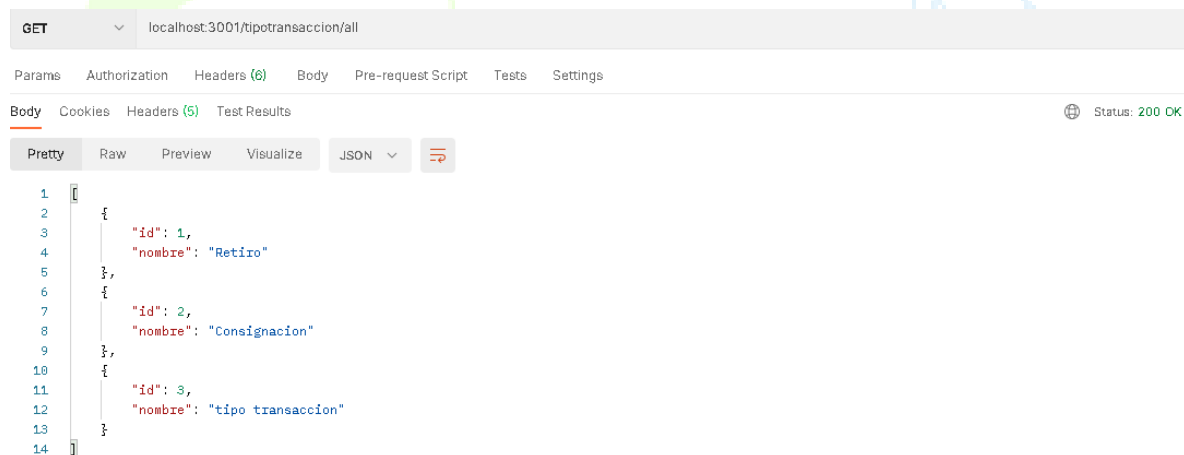 GET localhost:3001/tipotransaccion/all
Params Authorization Headers (6) Body Pre-request Script Tests Settings
Body Cookies Headers (5) Test Results Status: 200 OK
Pretty Raw Preview Visualize JSON
1 [
2 {
3 "id": 1,
4 "nombre": "Retiro"
5 },
6 {
7 "id": 2,
8 "nombre": "Consignacion"
9 },
10 {
11 "id": 3,
12 "nombre": "tipo transaccion"
13 }
14 ]